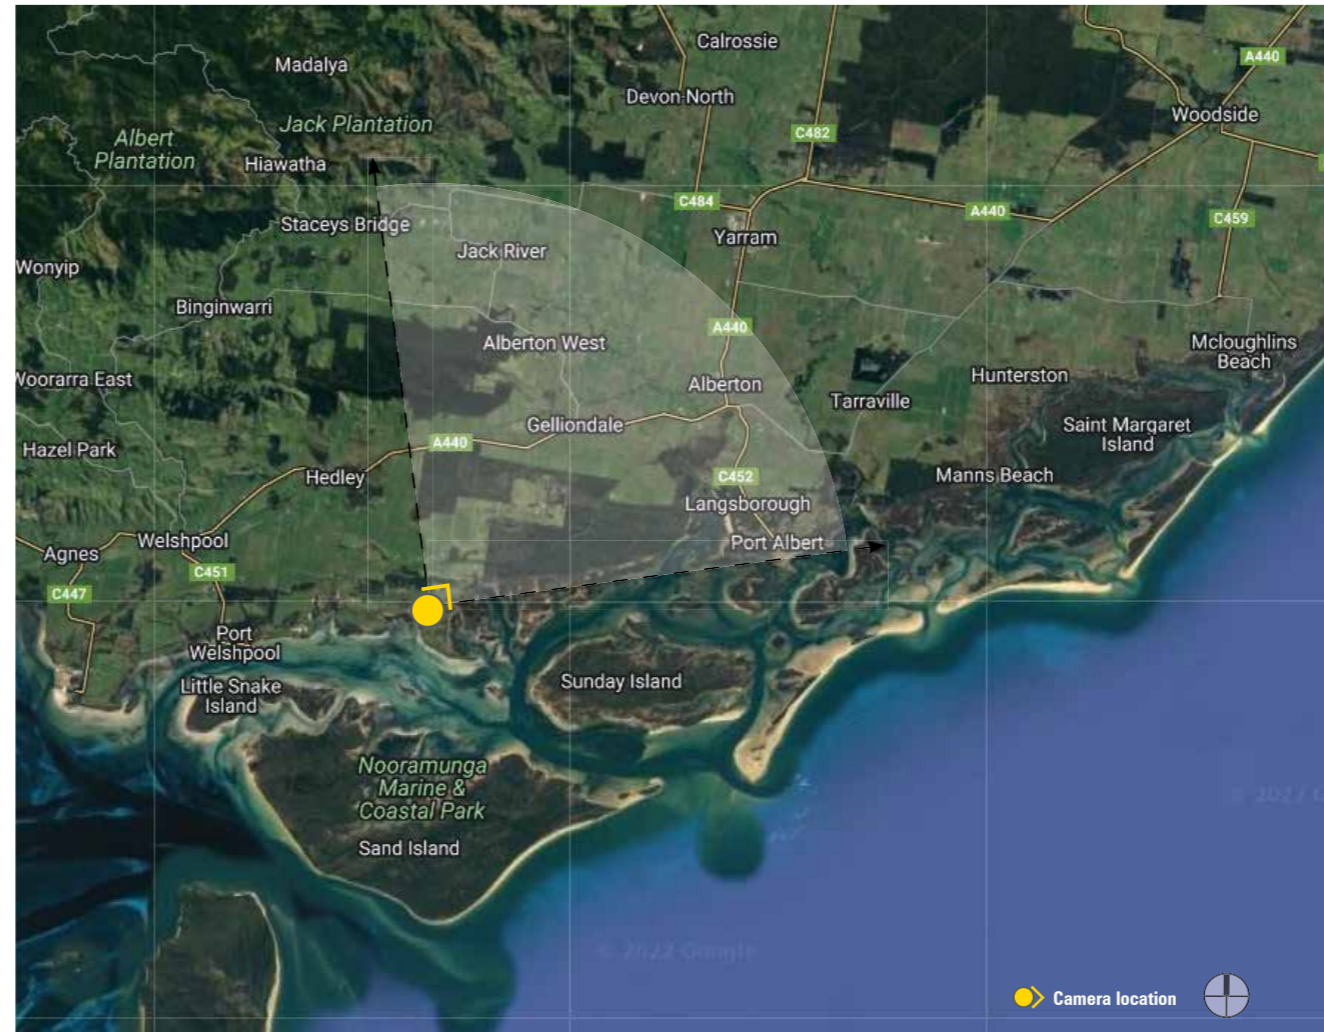 Calrossie
A440
Madalya
Devon North
Woodside
Jack Plantation
Albert
Plantation
C482
Hiawatha
C484
A440
C459
Staceys Bridge
Yarram
Jack River
Wonyip
Binginwarri
A440
Alberton West
Mcloughlins
Beach
Woorarra East
Alberton
Hunterston
Tarraville
Gelliondale
Saint Margaret
Island
A440
Hazel Park
Hedley
C452
Manns Beach
Langsborough
Welshpool
Port Albert
Agnes
C451
C447
Port
Welshpool
Sunday Island
Little Snake
Island
Nooramunga
Marine &
Coastal Park
Sand Island
© 2022 Google
Camera location